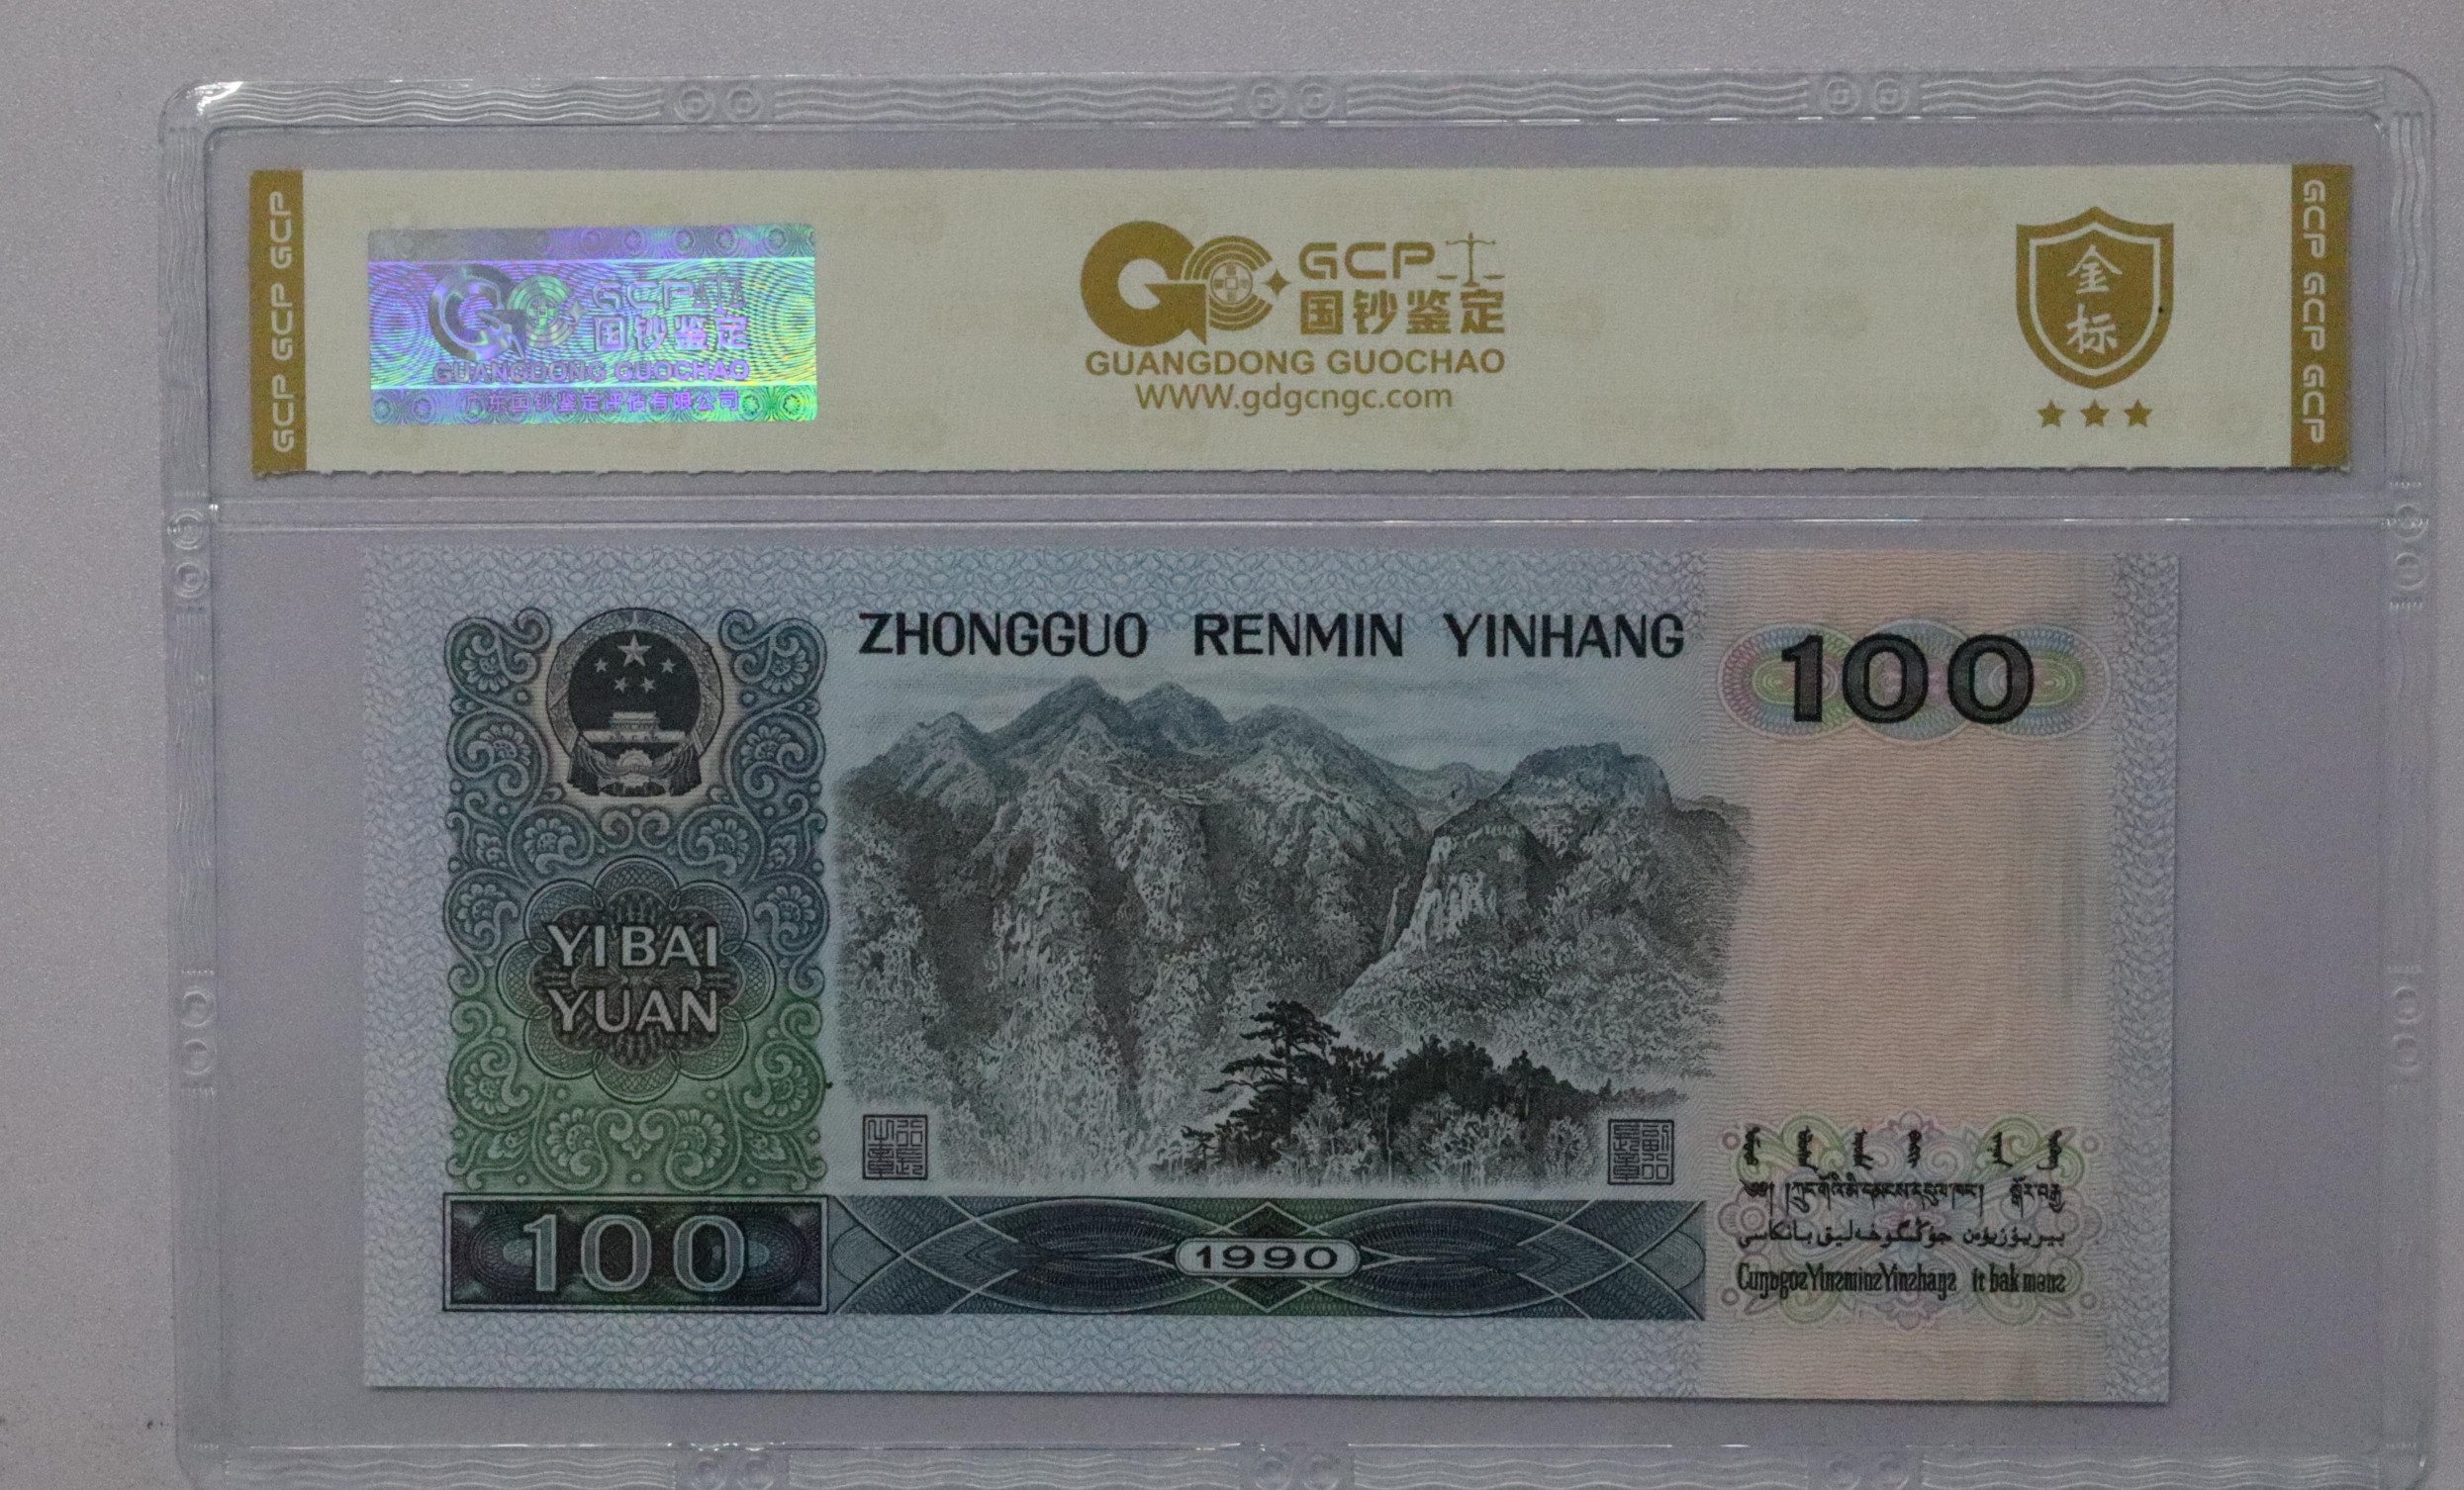 GCP GCP GCP
GCP
国钞鉴定
GUANGDONG GUOCHAO
广东国钞鉴定评估有限公司
GCP
国钞鉴定
GUANGDONG GUOCHAO
WWW.gdgcngc.com
金
标
GCP GCP GCP
ZHONGGUO RENMIN YINHANG
100
YI BAI
YUAN
100
1990